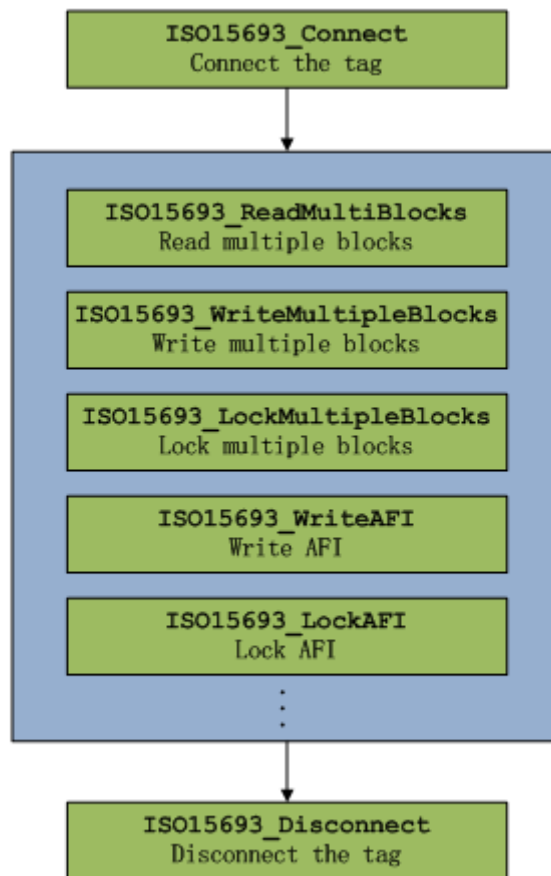 ISO15693_Connect
Connect the tag
ISO15693_ReadMultiBlocks
Read multiple blocks
ISO15693_WriteMultipleBlocks
Write multiple blocks
ISO15693_LockMultipleBlocks
Lock multiple blocks
ISO15693_WriteAFI
Write AFI
ISO15693_LockAFI
Lock AFI
ISO15693_Disconnect
Disconnect the tag